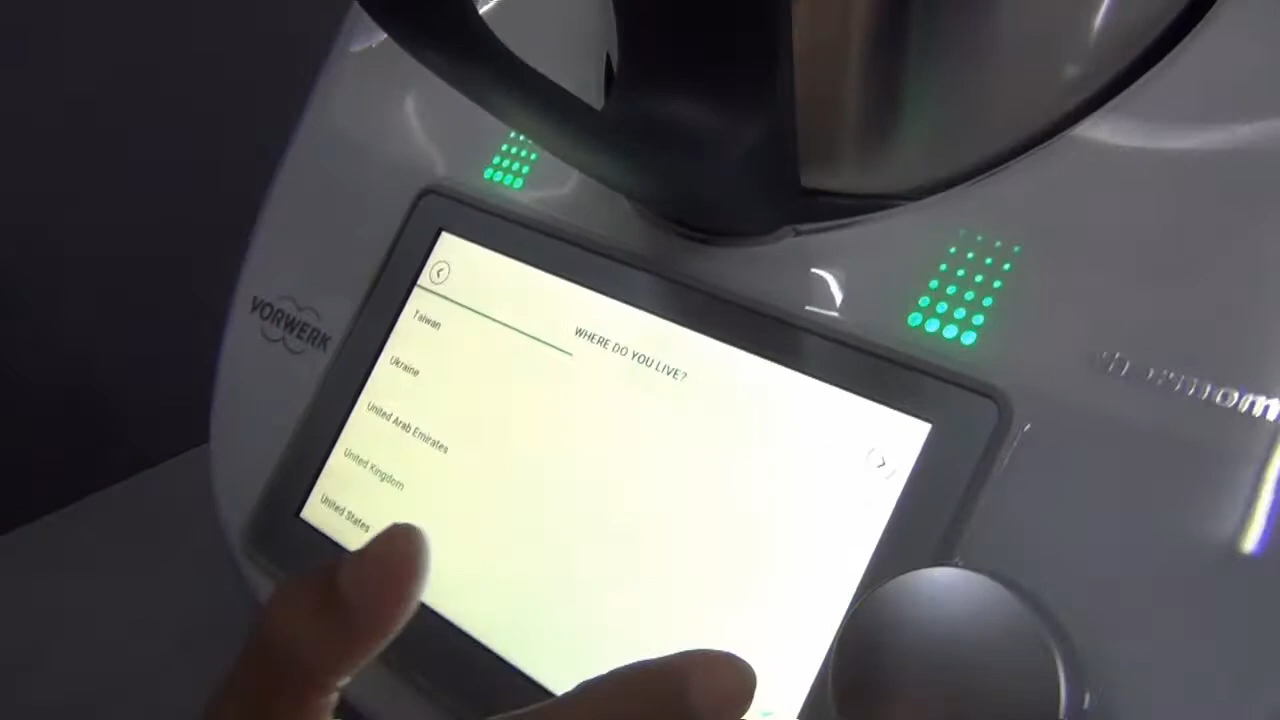 VORWERK
WHERE DO YOU LIVE?
Taiwan
Ukraine
United Arab Emirates
United Kingdom
United States